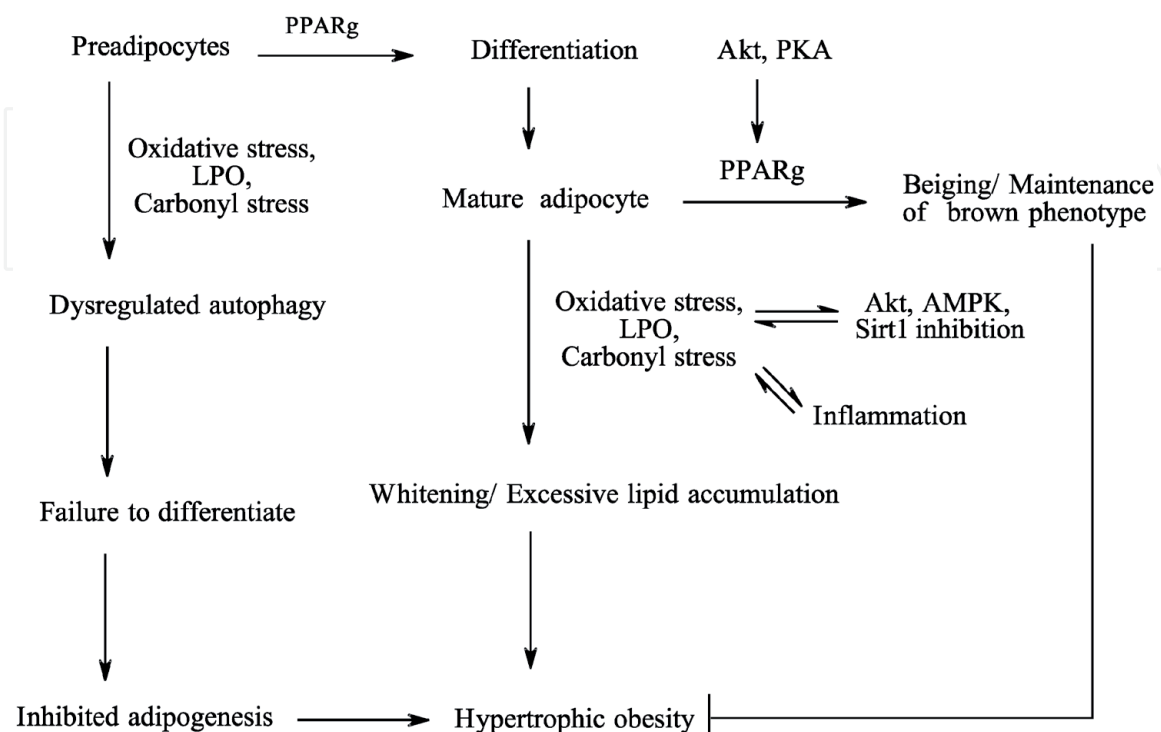 PPARg
Preadipocytes
Differentiation
Akt, PKA
Oxidative stress,
LPO,
Carbonyl stress
PPARg
Mature adipocyte
Beiging/ Maintenance
of brown phenotype
Dysregulated autophagy
Oxidative stress,
LPO,
Carbonyl stress
Akt, AMPK,
Sirt1 inhibition
Inflammation
Whitening/ Excessive lipid accumulation
Failure to differentiate
Inhibited adipogenesis
Hypertrophic obesity